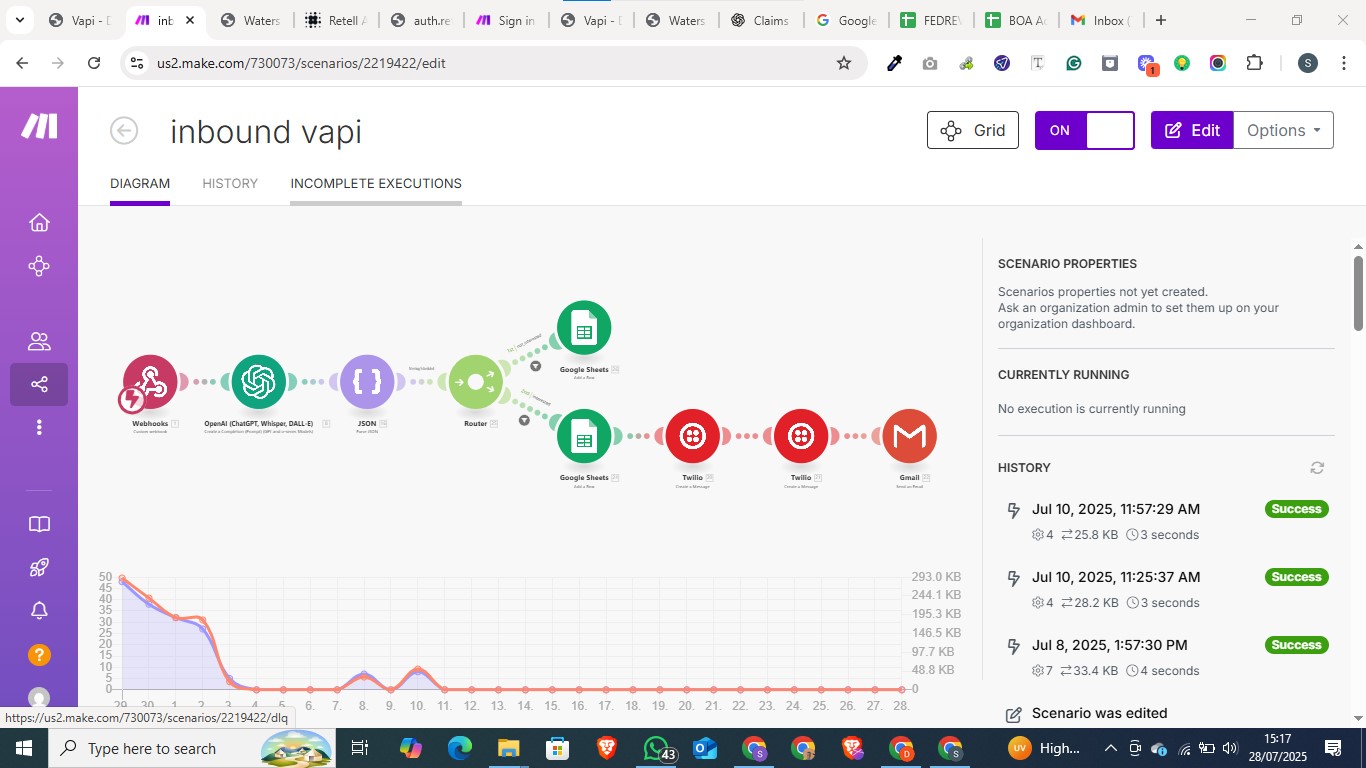 Vapi - D
inb
Waters
Retell A
auth.re
Sign in
Vapi - D
Waters
Claims
Google
FEDREV
BOA Ac
Inbox (
us2.make.com/730073/scenarios/2219422/edit
1
S
inbound vapi
Grid
ON
Edit
Options
DIAGRAM
HISTORY
INCOMPLETE EXECUTIONS
SCENARIO PROPERTIES
Scenarios properties not yet created.
Ask an organization admin to set them up on your
organization dashboard.
CURRENTLY RUNNING
No execution is currently running
HISTORY
Jul 10, 2025, 11:57:29 AM
Success
4 25.8 KB 3 seconds
Jul 10, 2025, 11:25:37 AM
Success
4 28.2 KB 3 seconds
Jul 8, 2025, 1:57:30 PM
Success
7 33.4 KB 4 seconds
Scenario was edited
not interested
Google Sheets
Add a Row
Webhooks
Custom webhook
OpenAI (ChatGPT, Whisper, DALL-E)
JSON
Parse JSON
Router
2nd interested
Google Sheets
Add a Row
Twilio
Create a Message
Twilio
Create a Message
Gmail
Send an Email
50
45
40
35
30
25
20
15
10
5
0
293.0 KB
244.1 KB
195.3 KB
146.5 KB
97.7 KB
48.8 KB
0
29. 30. 1. 2. 3. 4. 5. 6. 7. 8. 9. 10. 11. 12. 13. 14. 15. 16. 17. 18. 19. 20. 21. 22. 23. 24. 25. 26. 27. 28.
https://us2.make.com/730073/scenarios/2219422/dlq
Type here to search
43
UV
High...
15:17
28/07/2025